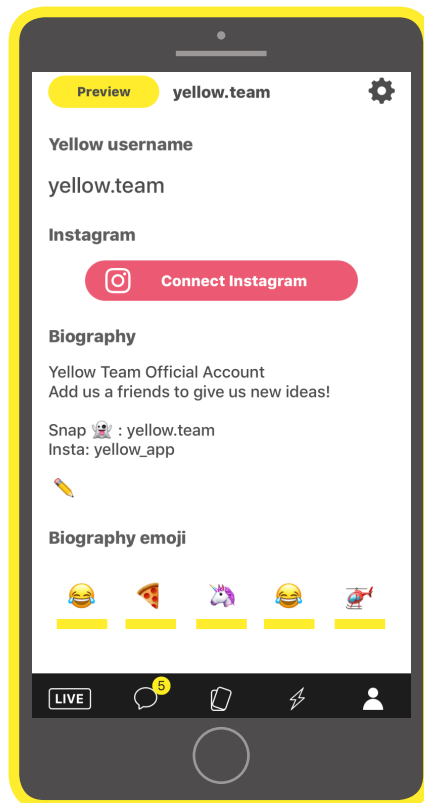 Preview yellow.team
Yellow username
yellow.team
Instagram
Connect Instagram
Biography
Yellow Team Official Account
Add us a friends to give us new ideas!
Snap 👻 : yellow.team
Insta: yellow_app
Biography emoji
LIVE 5